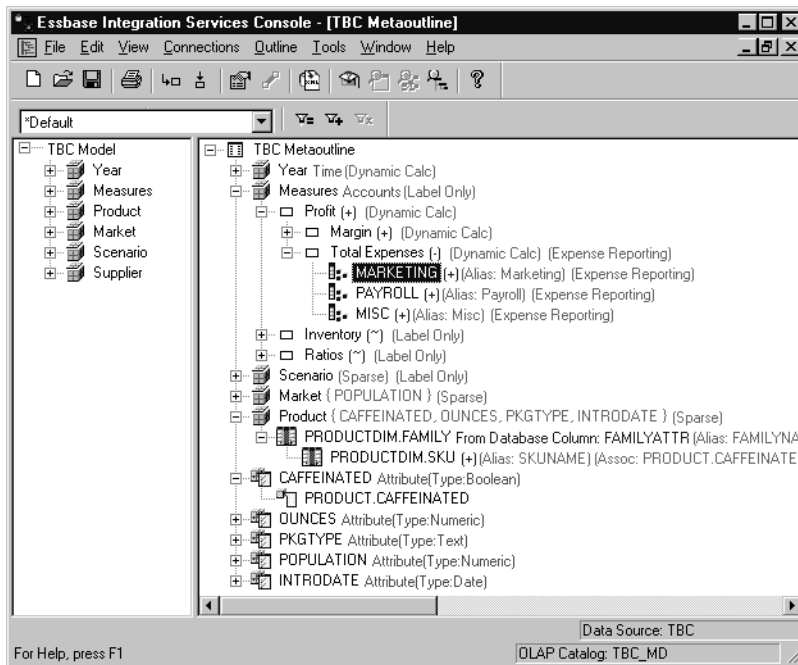 Essbase Integration Services Console - [TBC Metaoutline]
File Edit View Connections Outline Tools Window Help
*Default
TBC Model
Year
Measures
Product
Market
Scenario
Supplier
TBC Metaoutline
Year Time (Dynamic Calc)
Measures Accounts (Label Only)
Profit (+) (Dynamic Calc)
Margin (+) (Dynamic Calc)
Total Expenses (-) (Dynamic Calc) (Expense Reporting)
MARKETING (+)(Alias: Marketing) (Expense Reporting)
PAYROLL (+)(Alias: Payroll) (Expense Reporting)
MISC (+)(Alias: Misc) (Expense Reporting)
Inventory (~) (Label Only)
Ratios (~) (Label Only)
Scenario (Sparse) (Label Only)
Market { POPULATION } (Sparse)
Product { CAFFEINATED, OUNCES, PKGTYPE, INTRODATE } (Sparse)
PRODUCTDIM.FAMILY From Database Column: FAMILYATTR (Alias: FAMILYNA
PRODUCTDIM.SKU (+)(Alias: SKUNAME) (Assoc: PRODUCT.CAFFEINATE
CAFFEINATED Attribute(Type:Boolean)
PRODUCT.CAFFEINATED
OUNCES Attribute(Type:Numeric)
PKGTYPE Attribute(Type:Text)
POPULATION Attribute(Type:Numeric)
INTRODATE Attribute(Type:Date)
Data Source: TBC
For Help, press F1
OLAP Catalog: TBC_MD